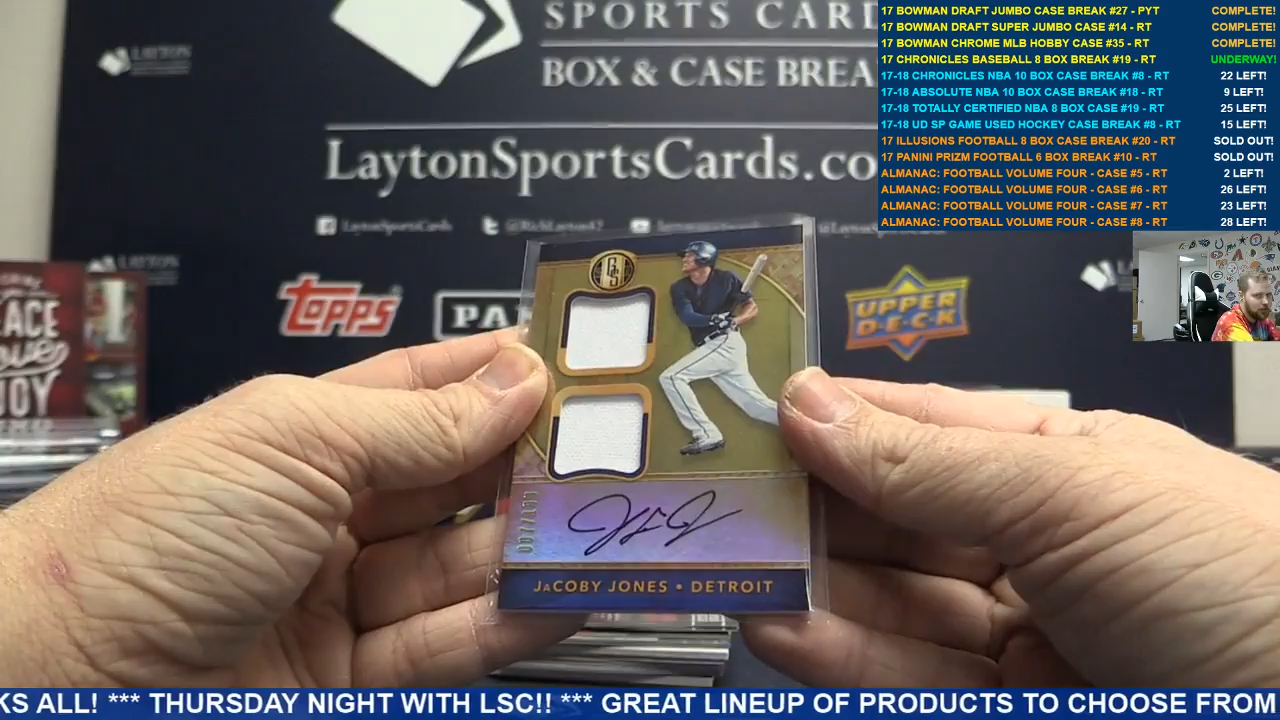 SPORTS CARDS
BOX & CASE BREA
LaytonSportsCards.co
LaytonSportsCards
@RichLayton47
LAYTON
TOPPS
PA
UPPER
DECK
EACE
Love
JOY
GS
JaCOBY JONES • DETROIT
17 BOWMAN DRAFT JUMBO CASE BREAK #27 - PYT COMPLETE!
17 BOWMAN DRAFT SUPER JUMBO CASE #14 - RT COMPLETE!
17 BOWMAN CHROME MLB HOBBY CASE #35 - RT COMPLETE!
17 CHRONICLES BASEBALL 8 BOX BREAK #19 - RT UNDERWAY!
17-18 CHRONICLES NBA 10 BOX CASE BREAK #8 - RT 22 LEFT!
17-18 ABSOLUTE NBA 10 BOX CASE BREAK #18 - RT 9 LEFT!
17-18 TOTALLY CERTIFIED NBA 8 BOX CASE #19 - RT 25 LEFT!
17-18 UD SP GAME USED HOCKEY CASE BREAK #8 - RT 15 LEFT!
17 ILLUSIONS FOOTBALL 8 BOX CASE BREAK #20 - RT SOLD OUT!
17 PANINI PRIZM FOOTBALL 6 BOX BREAK #10 - RT SOLD OUT!
ALMANAC: FOOTBALL VOLUME FOUR - CASE #5 - RT 2 LEFT!
ALMANAC: FOOTBALL VOLUME FOUR - CASE #6 - RT 26 LEFT!
ALMANAC: FOOTBALL VOLUME FOUR - CASE #7 - RT 23 LEFT!
ALMANAC: FOOTBALL VOLUME FOUR - CASE #8 - RT 28 LEFT!
KS ALL! *** THURSDAY NIGHT WITH LSC!! *** GREAT LINEUP OF PRODUCTS TO CHOOSE FROM